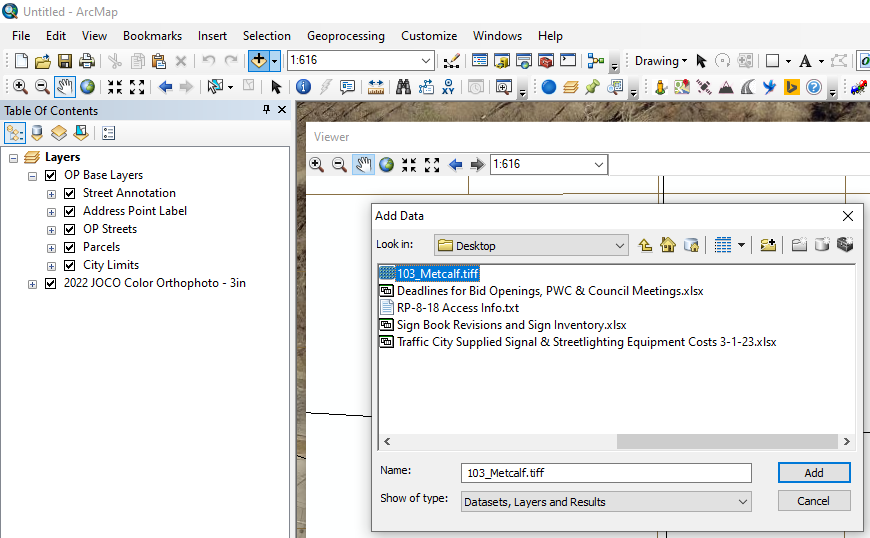 Untitled - ArcMap
File Edit View Bookmarks Insert Selection Geoprocessing Customize Windows Help
1:616 Drawing A
XY
Table Of Contents
Layers
OP Base Layers
Street Annotation
Address Point Label
OP Streets
Parcels
City Limits
2022 JOCO Color Orthophoto - 3in
Viewer
1:616
Add Data
Look in: Desktop
103_Metcalf.tiff
Deadlines for Bid Openings, PWC & Council Meetings.xlsx
RP-8-18 Access Info.txt
Sign Book Revisions and Sign Inventory.xlsx
Traffic City Supplied Signal & Streetlighting Equipment Costs 3-1-23.xlsx
Name: 103_Metcalf.tiff Add
Show of type: Datasets, Layers and Results Cancel